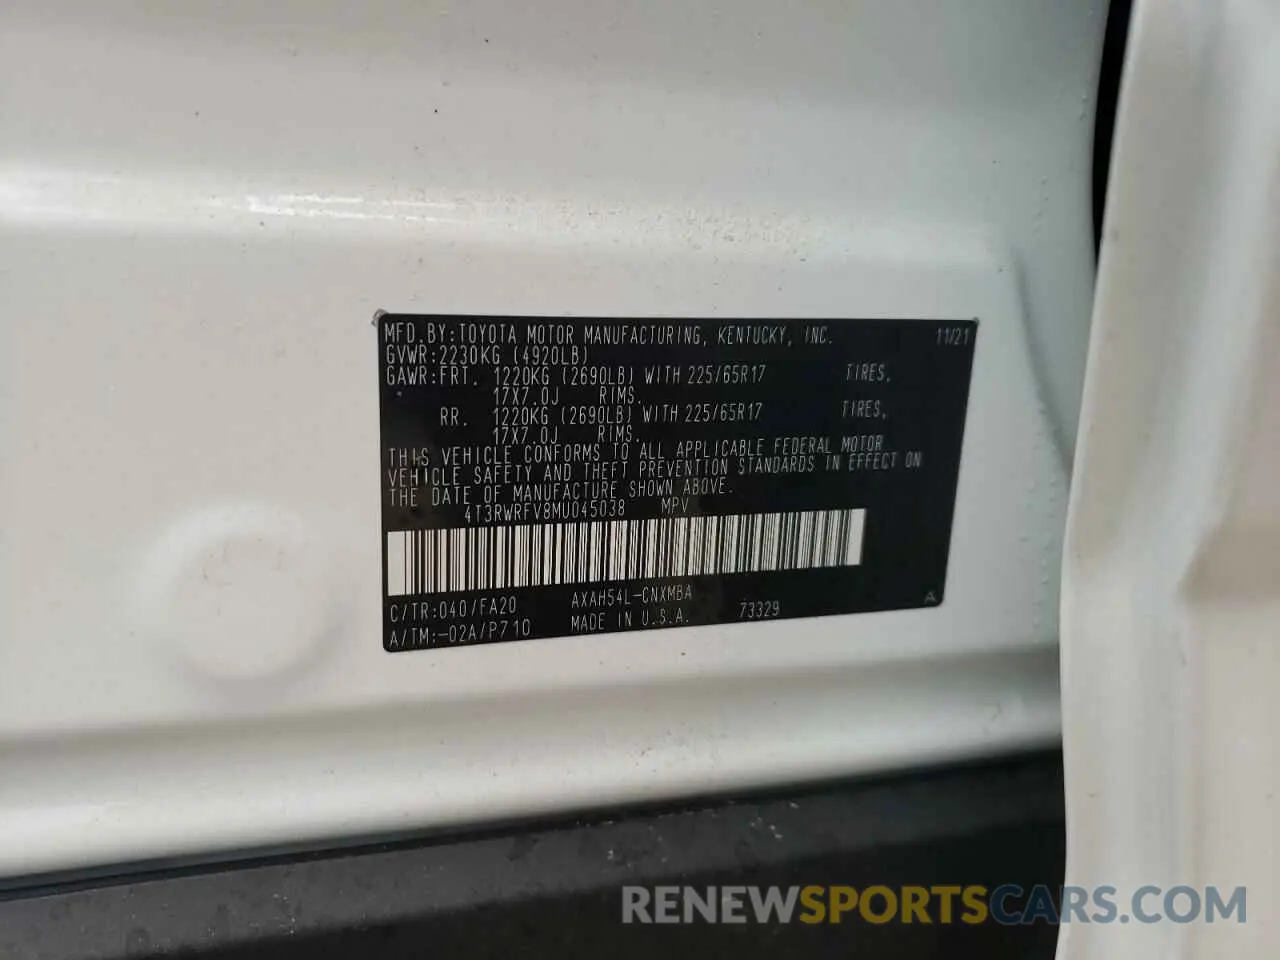 MFD.BY:TOYOTA MOTOR MANUFACTURING, KENTUCKY, INC. 11/21
GVWR:2230KG (4920LB)
GAWR:FRT. 1220KG (2690LB) WITH 225/65R17 TIRES,
17X7.0J RIMS.
RR. 1220KG (2690LB) WITH 225/65R17 TIRES,
17X7.0J RIMS.
THIS VEHICLE CONFORMS TO ALL APPLICABLE FEDERAL MOTOR
VEHICLE SAFETY AND THEFT PREVENTION STANDARDS IN EFFECT ON
THE DATE OF MANUFACTURE SHOWN ABOVE.
4T3RWRFV8MU045038 MPV
C/TR:040/FA20 AXAH54L-CNXMBA
A/TM:-02A/P710 MADE IN U.S.A. 73329 A
RENEWSPORTSCARS.COM